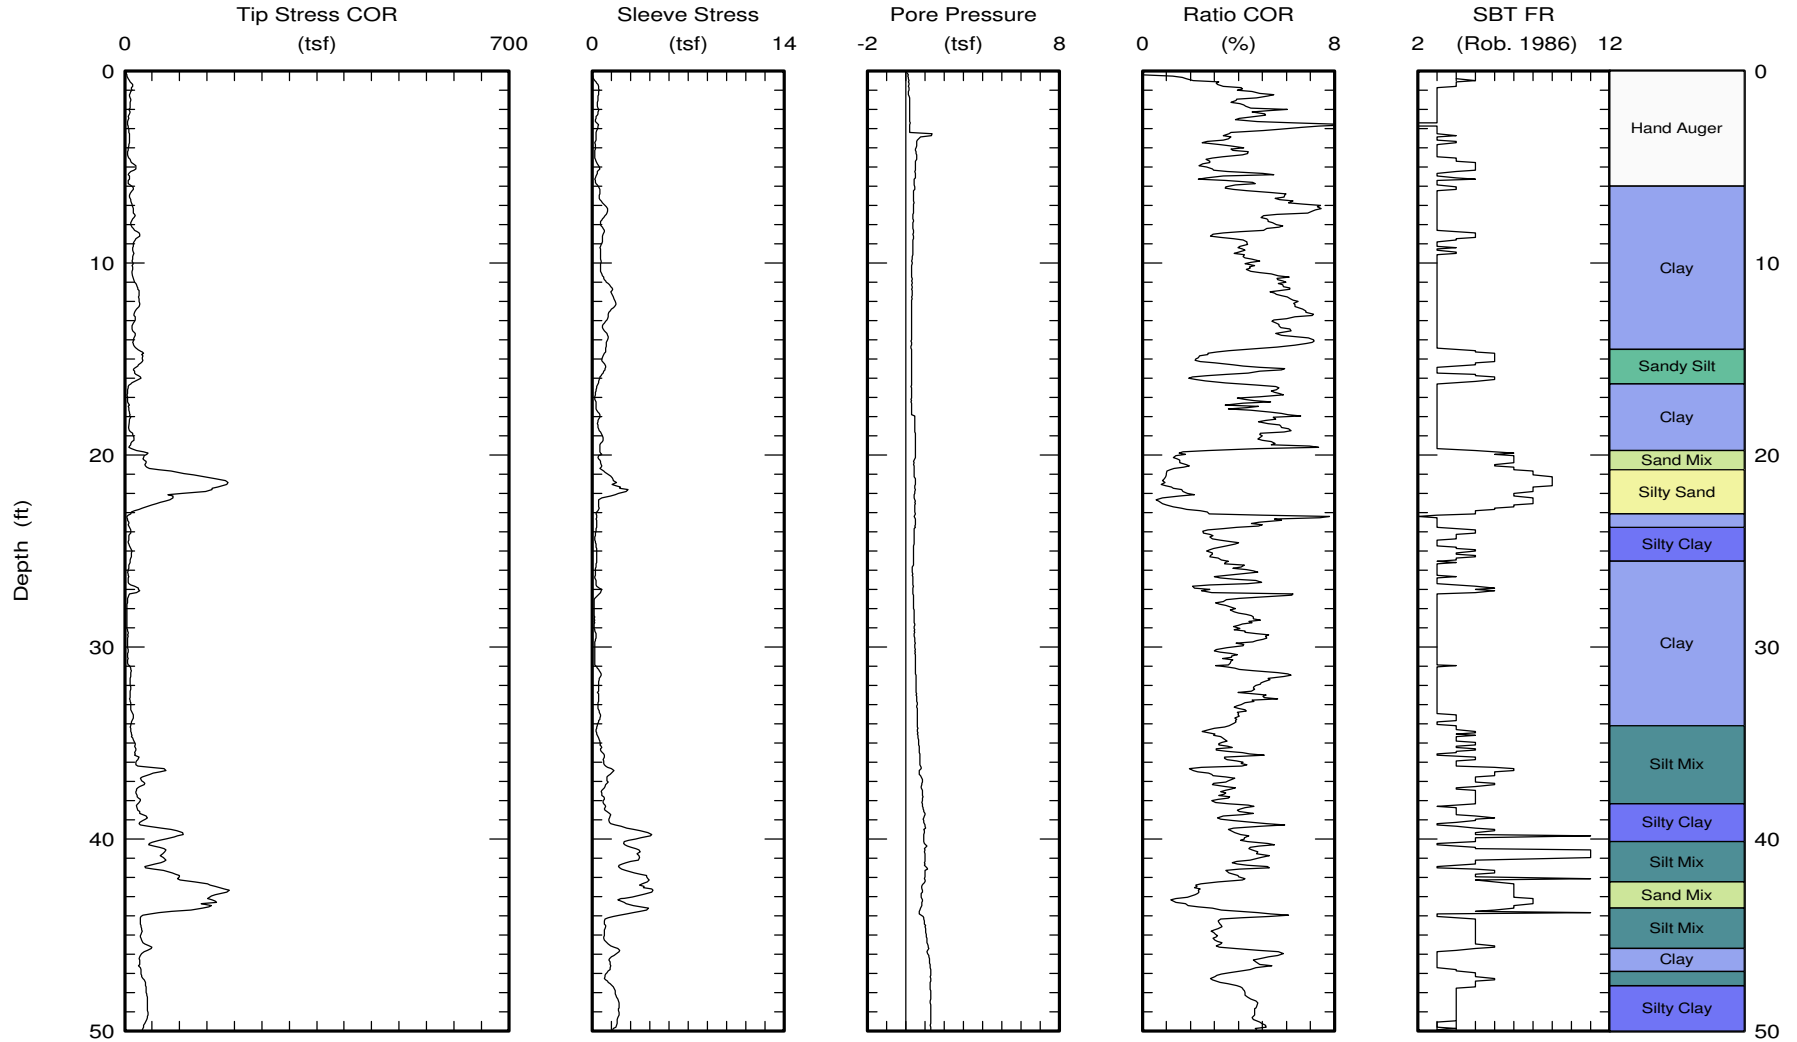 Tip Stress COR Sleeve Stress Pore Pressure Ratio COR SBT FR
0 (tsf) 700 0 (tsf) 14 -2 (tsf) 8 0 (%) 8 2 (Rob. 1986) 12
0 0
Hand Auger
10 Clay 10
Sandy Silt
Clay
20 Sand Mix 20
Silty Sand
Depth (ft)
Silty Clay
30 Clay 30
Silt Mix
Silty Clay
40 40
Silt Mix
Sand Mix
Silt Mix
Clay
Silty Clay
50 50